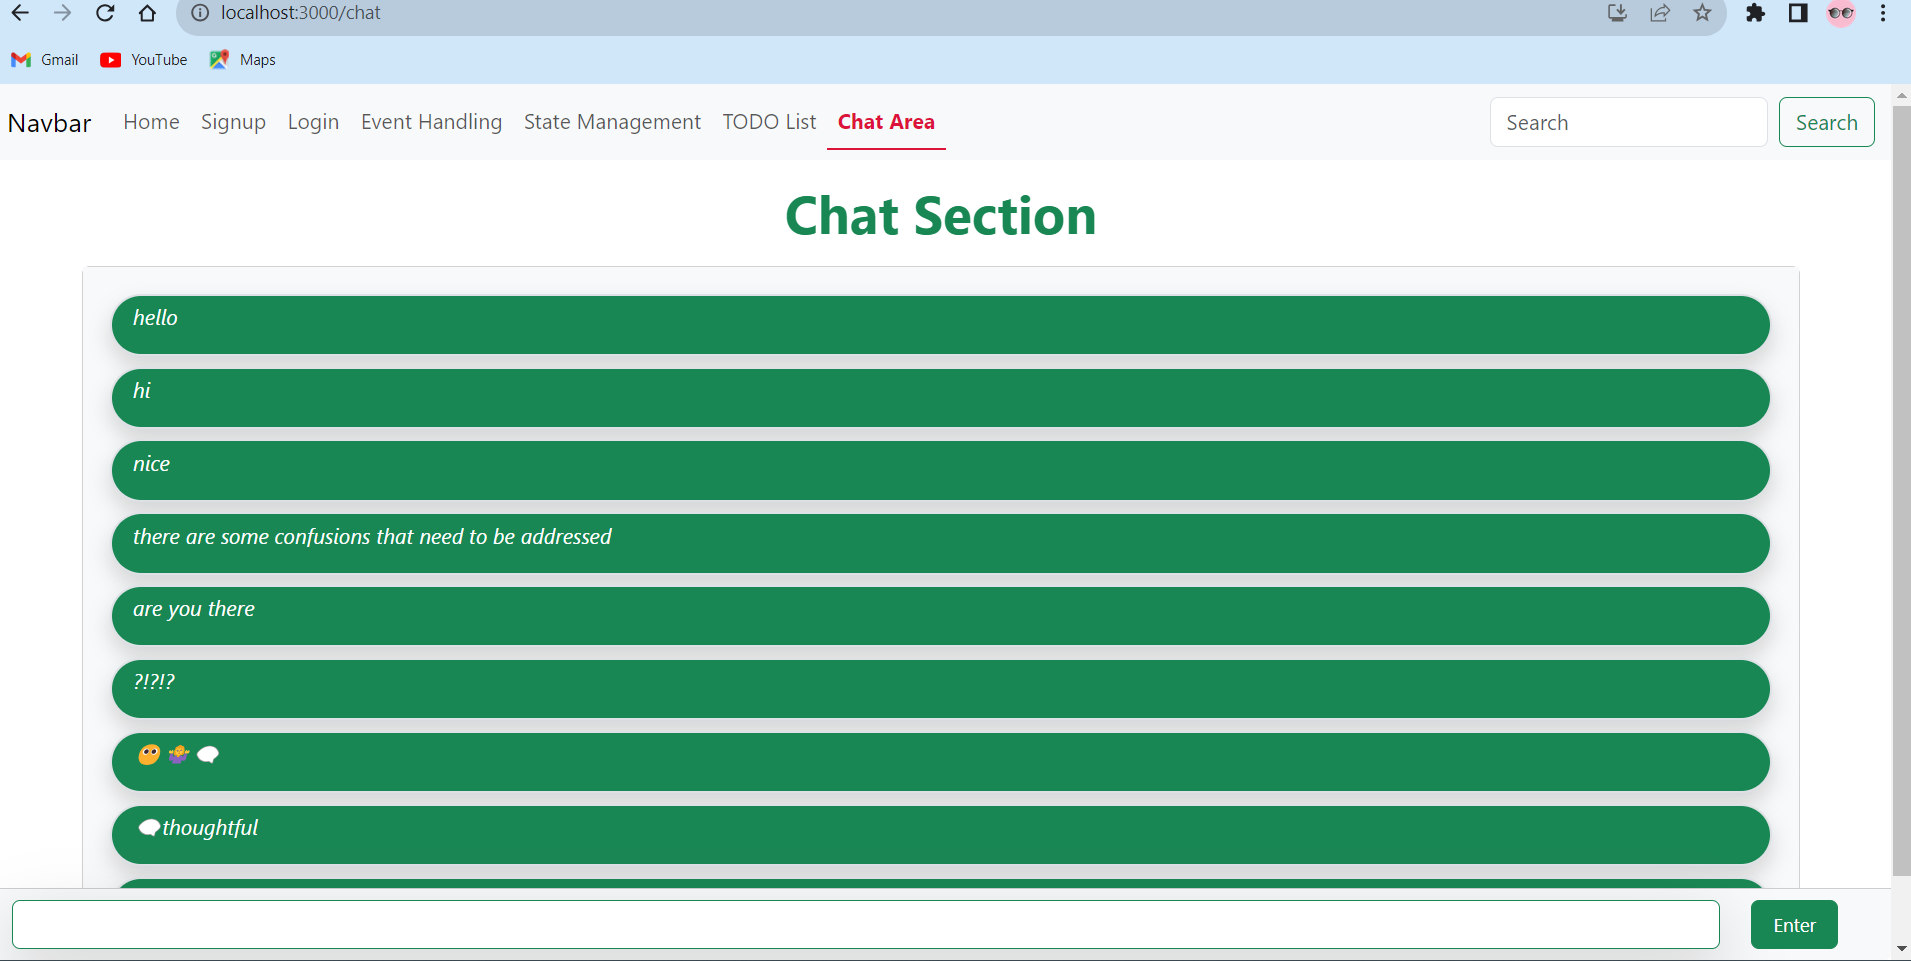 localhost:3000/chat
Gmail YouTube Maps
Navbar Home Signup Login Event Handling State Management TODO List Chat Area Search Search
Chat Section
hello
hi
nice
there are some confusions that need to be addressed
are you there
?!?!?
thoughtful
Enter